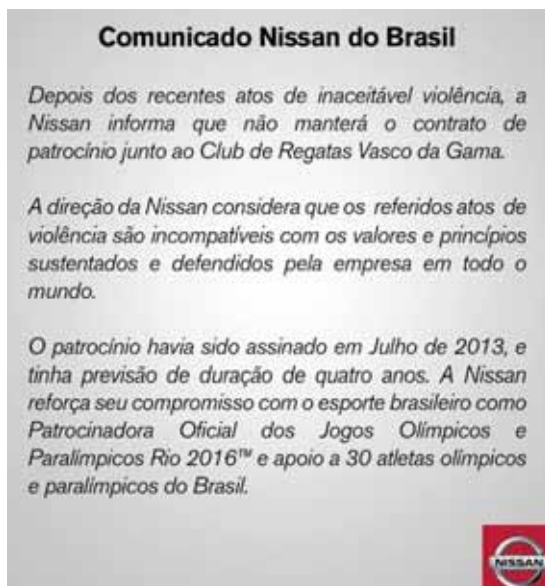 Comunicado Nissan do Brasil
Depois dos recentes atos de inaceitável violência, a
Nissan informa que não manterá o contrato de
patrocínio junto ao Club de Regatas Vasco da Gama.
A direção da Nissan considera que os referidos atos de
violência são incompatíveis com os valores e princípios
sustentados e defendidos pela empresa em todo o
mundo.
O patrocínio havia sido assinado em Julho de 2013, e
tinha previsão de duração de quatro anos. A Nissan
reforça seu compromisso com o esporte brasileiro como
Patrocinadora Oficial dos Jogos Olímpicos e
Paralímpicos Rio 2016™ e apoio a 30 atletas olímpicos
e paralímpicos do Brasil.
NISSAN